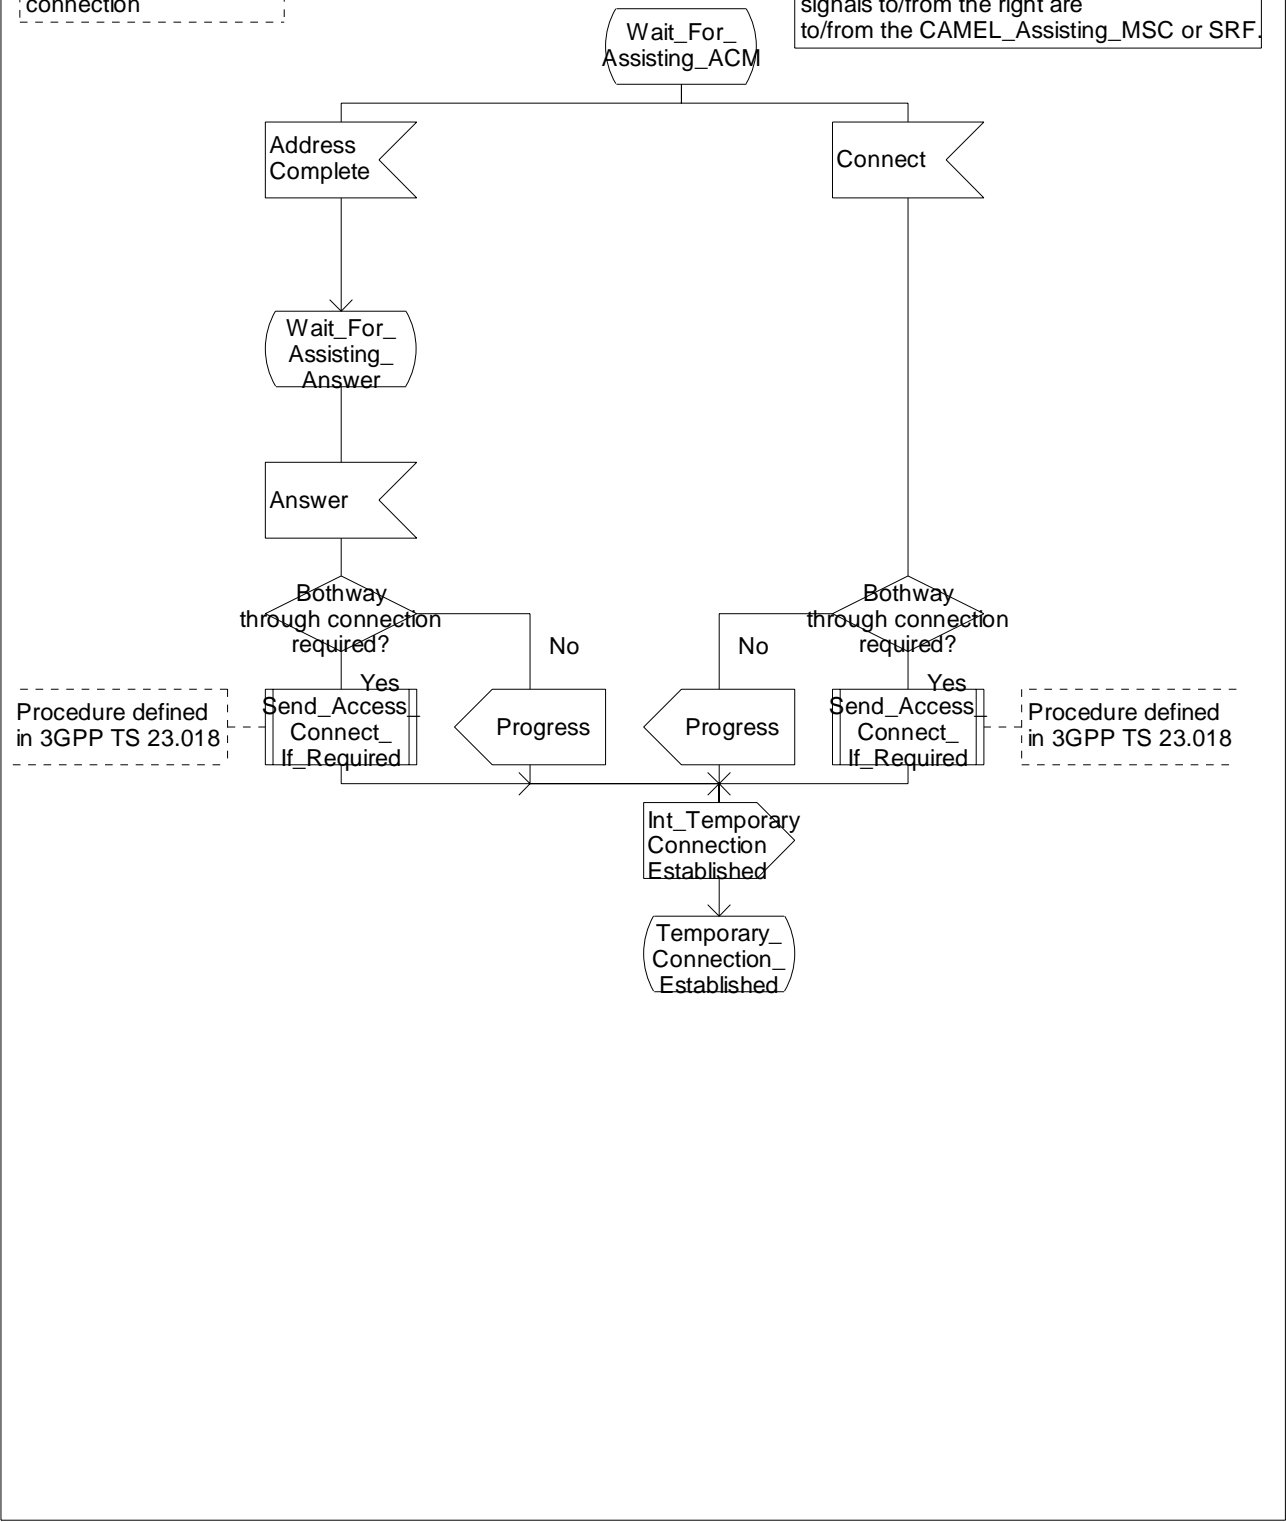 connection
signals to/from the right are
to/from the CAMEL_Assisting_MSC or SRF.
Wait_For_
Assisting_ACM
Address
Complete
Connect
Wait_For_
Assisting_
Answer
Answer
Bothway
through connection
required?
No
Yes
No
Bothway
through connection
required?
Yes
Procedure defined
in 3GPP TS 23.018
Send_Access_
Connect_
If_Required
Progress
Progress
Send_Access_
Connect_
If_Required
Procedure defined
in 3GPP TS 23.018
Int_Temporary
Connection
Established
Temporary_
Connection_
Established